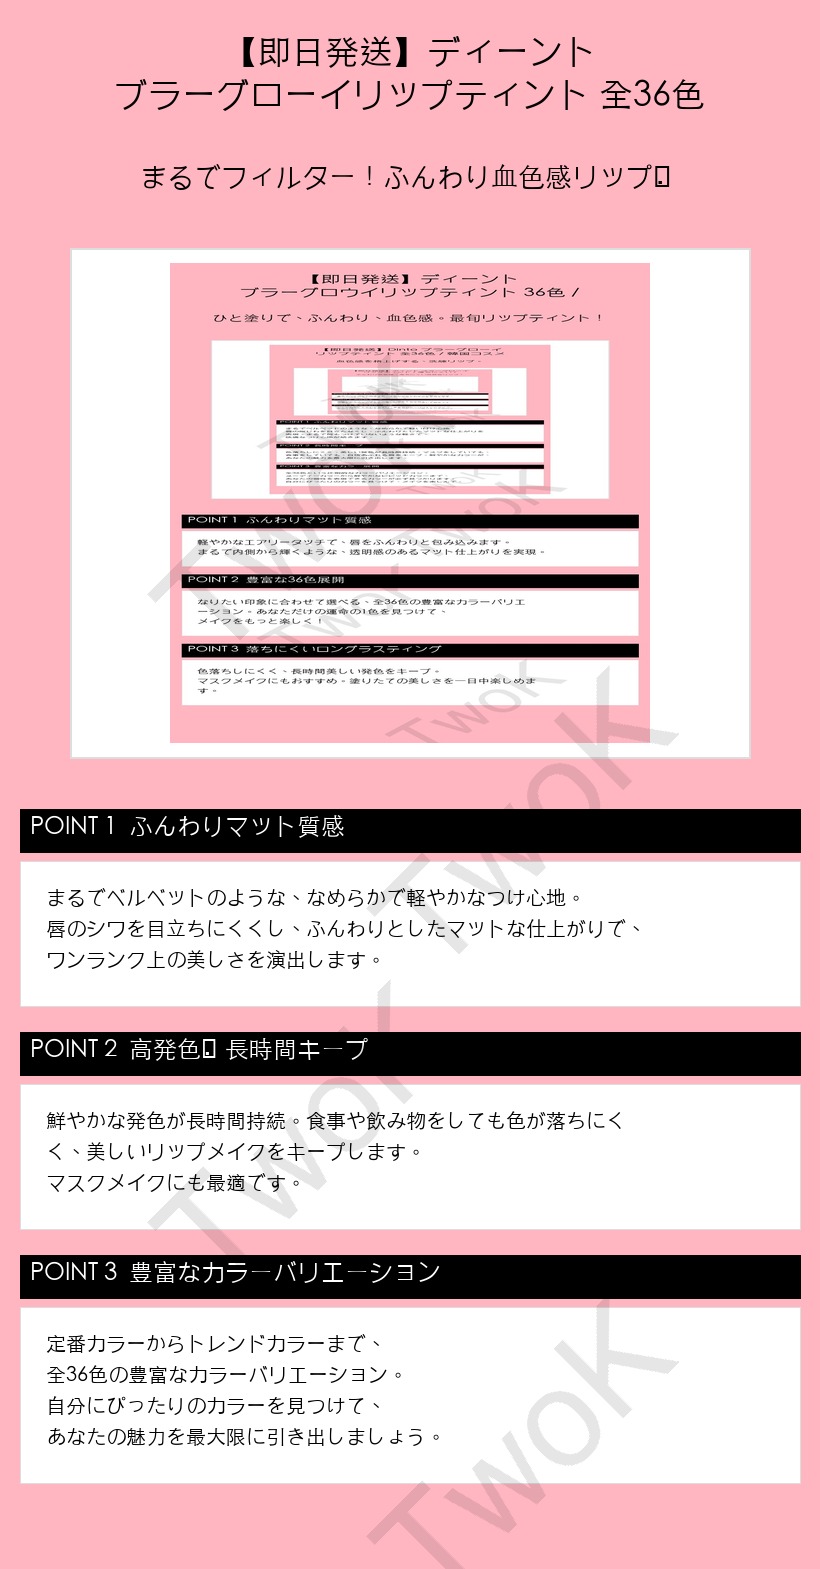 【即日発送】ディーント
ブラーグローイリップティント 全36色
まるでフィルター！ふんわり血色感リップ
【即日発送】ディーント
ブラーグロウイリップティント 36色 /
ひと塗りで、ふんわり、血色感。最旬リップティント！
【即日発送】Dinto ブラーグローイ
リップティント 全36色 / 韓国コスメ
POINT 1 ふんわりマット質感
軽やかなエアリータッチで、唇をふんわりと包み込みます。
まるで内側から輝くような、透明感のあるマット仕上がりを実現。
POINT 2 豊富な36色展開
なりたい印象に合わせて選べる、全36色の豊富なカラーバリエ
ーション。あなただけの運命の1色を見つけて、
メイクをもっと楽しく！
POINT 3 落ちにくいロングラスティング
色落ちしにくく、長時間美しい発色をキープ。
マスクメイクにもおすすめ。塗りたての美しさを一日中楽しめま
す。
TwoK
TwoK
TwoK
POINT 1 ふんわりマット質感
まるでベルベットのような、なめらかで軽やかなつけ心地。
唇のシワを目立ちにくくし、ふんわりとしたマットな仕上がりで、
ワンランク上の美しさを演出します。
TwoK
POINT 2 高発色 長時間キープ
鮮やかな発色が長時間持続。食事や飲み物をしても色が落ちにく
く、美しいリップメイクをキープします。
マスクメイクにも最適です。
TwoK
POINT 3 豊富なカラーバリエーション
定番カラーからトレンドカラーまで、
全36色の豊富なカラーバリエーション。
自分にぴったりのカラーを見つけて、
あなたの魅力を最大限に引き出しましょう。
TwoK